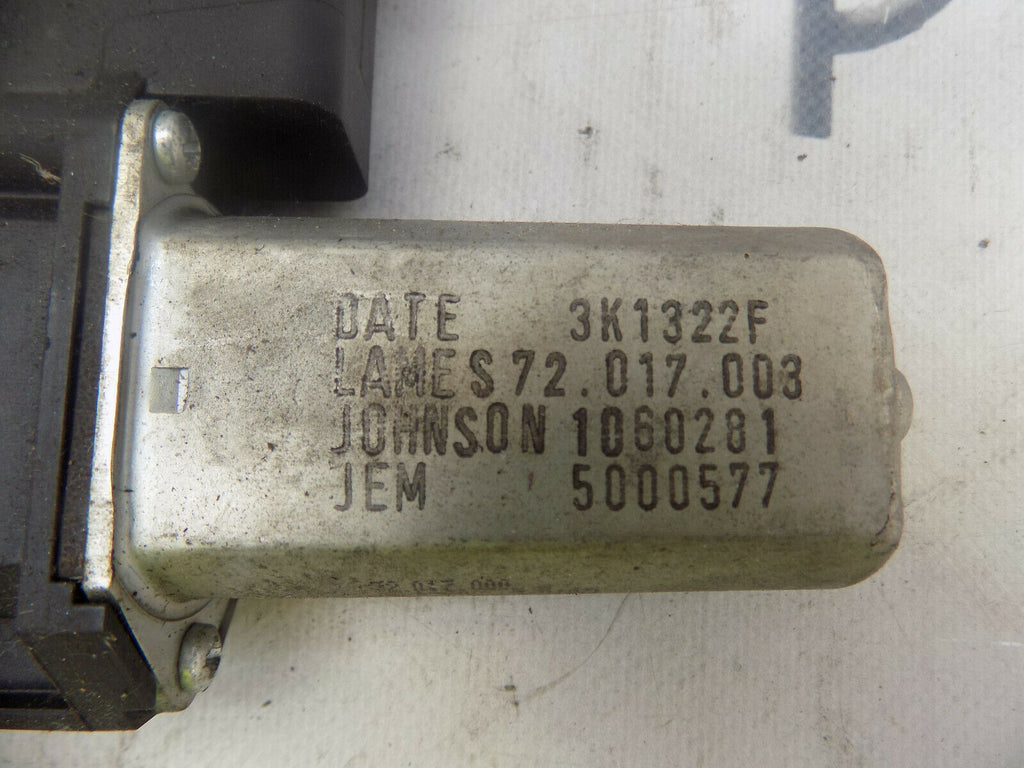 DATE 3K1322F
LAMES 72.017.003
JOHNSON 1060281
JEM 5000577